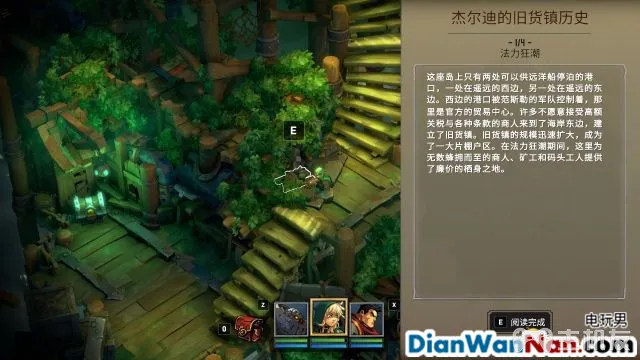 杰尔迪的旧货镇历史
- 1/4 -
法力狂潮
这座岛上只有两处可以供远洋船停泊的港
口，一处在遥远的西边，另一处在遥远的东
边。西边的港口被范斯勒的军队控制着，那
里是官方的贸易中心。许多不愿意接受高额
关税与各种条款的商人来到了海岸东边，建
立了旧货镇。旧货镇的规模迅速扩大，成为
了一大片棚户区。在法力狂潮期间，这里为
无数蜂拥而至的商人、矿工和码头工人提供
了廉价的栖身之地。
E
Z
X
Q
E 阅读完成
电玩男
DianWanNan.com